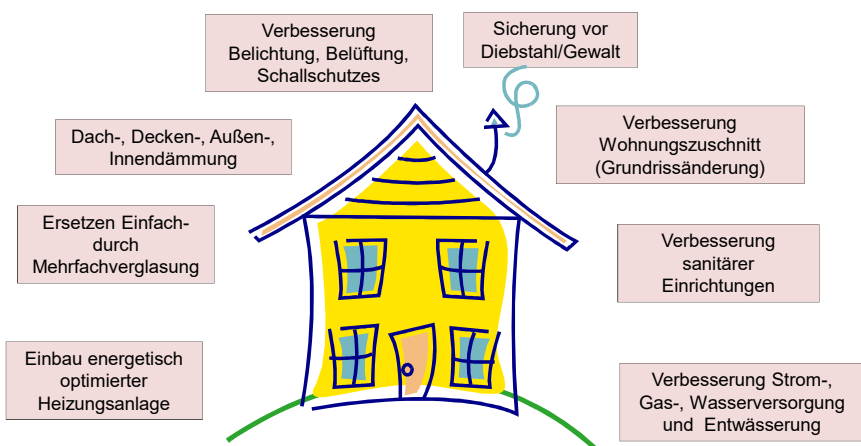 Verbesserung
Belichtung, Belüftung,
Schallschutzes
Sicherung vor
Diebstahl/Gewalt
Dach-, Decken-, Außen-,
Innendämmung
Verbesserung
Wohnungszuschnitt
(Grundrissänderung)
Ersetzen Einfach-
durch
Mehrfachverglasung
Verbesserung
sanitärer
Einrichtungen
Einbau energetisch
optimierter
Heizungsanlage
Verbesserung Strom-,
Gas-, Wasserversorgung
und Entwässerung